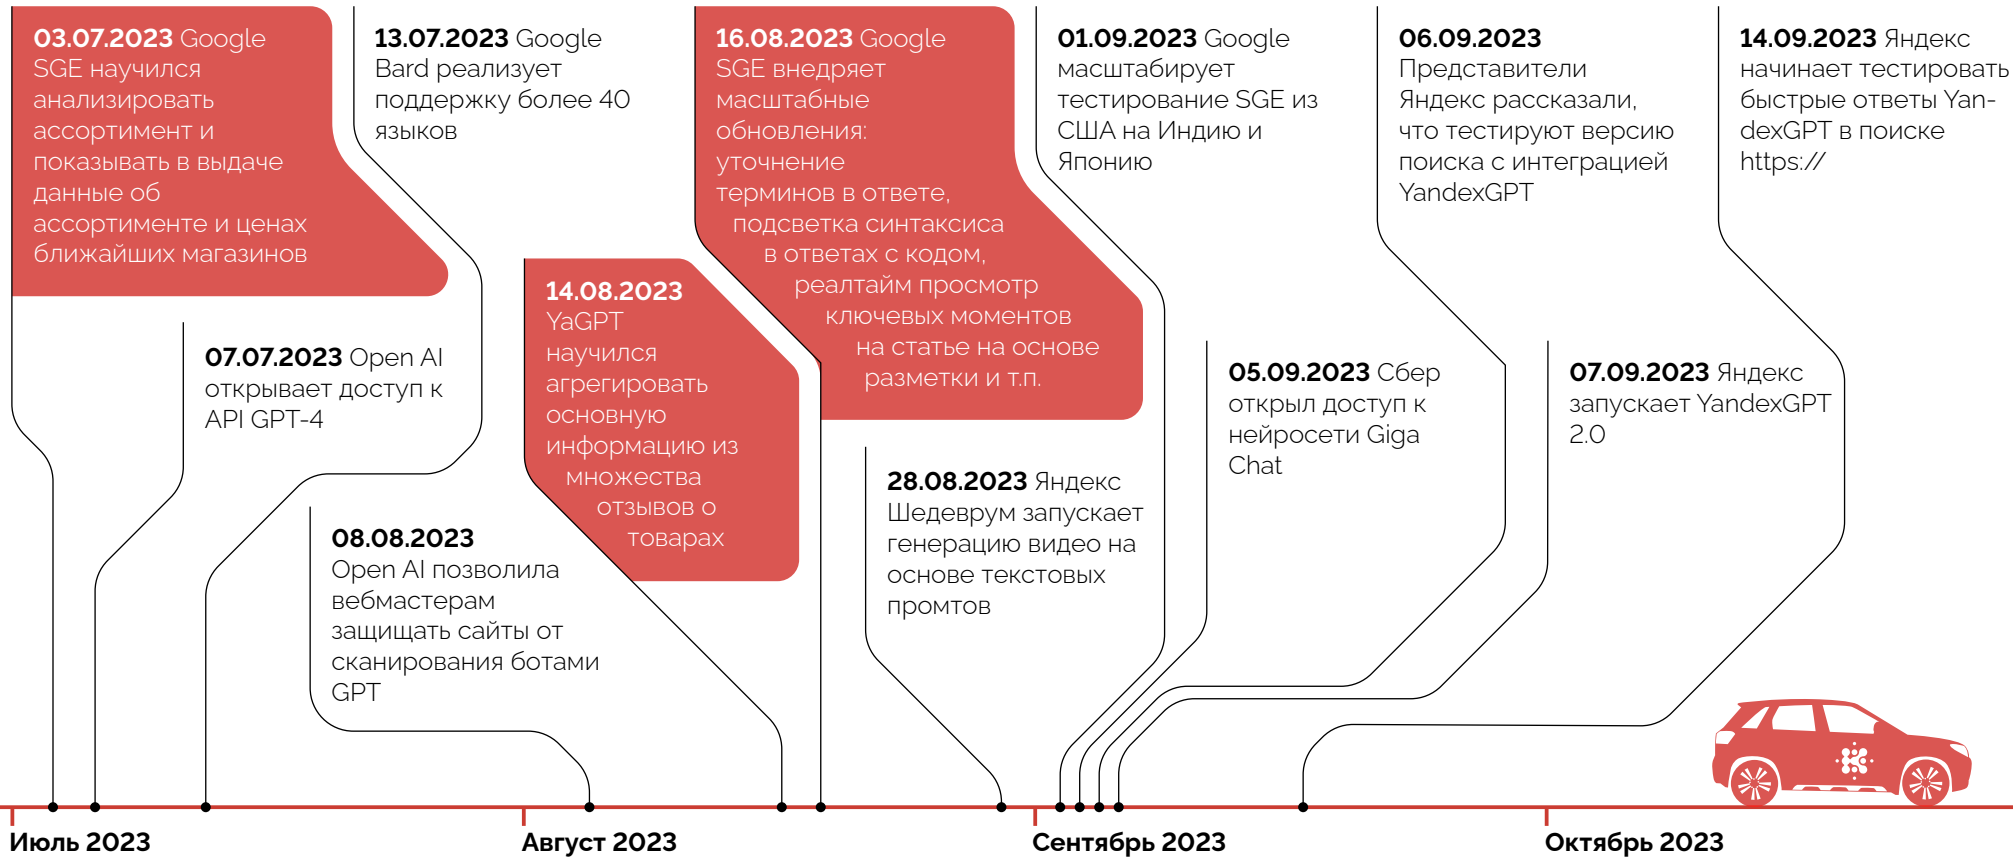 03.07.2023 Google
SGE научился
анализировать
ассортимент и
показывать в выдаче
данные об
ассортименте и ценах
ближайших магазинов
13.07.2023 Google
Bard реализует
поддержку более 40
языков
16.08.2023 Google
SGE внедряет
масштабные
обновления:
уточнение
терминов в ответе,
подсветка синтаксиса
в ответах с кодом,
реалтайм просмотр
ключевых моментов
на статье на основе
разметки и т.п.
01.09.2023 Google
масштабирует
тестирование SGE из
США на Индию и
Японию
06.09.2023
Представители
Яндекс рассказали,
что тестируют версию
поиска с интеграцией
YandexGPT
14.09.2023 Яндекс
начинает тестировать
быстрые ответы Yan-
dexGPT в поиске
https://
07.07.2023 Open AI
открывает доступ к
API GPT-4
14.08.2023
YaGPT
научился
агрегировать
основную
информацию из
множества
отзывов о
товарах
05.09.2023 Сбер
открыл доступ к
нейросети Giga
Chat
07.09.2023 Яндекс
запускает YandexGPT
2.0
08.08.2023
Open AI позволила
вебмастерам
защищать сайты от
сканирования ботами
GPT
28.08.2023 Яндекс
Шедеврум запускает
генерацию видео на
основе текстовых
промтов
Июль 2023
Август 2023
Сентябрь 2023
Октябрь 2023